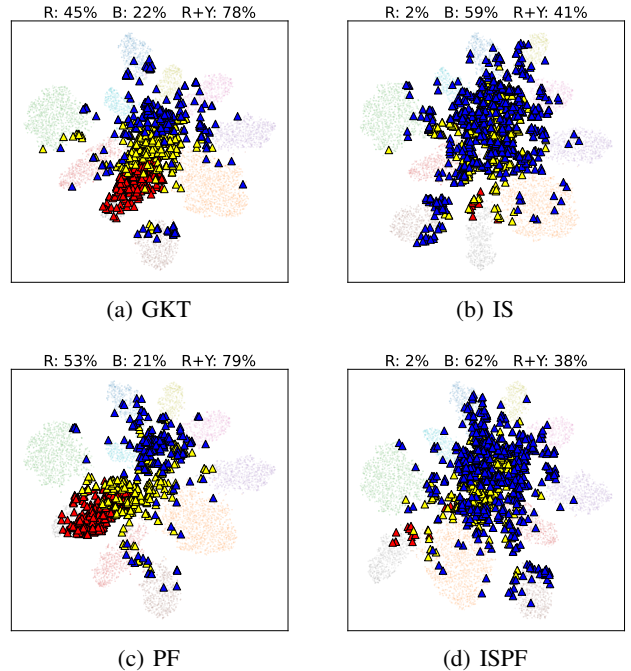 R: 45% B: 22% R+Y: 78%
R: 2% B: 59% R+Y: 41%
(a) GKT
(b) IS
R: 53% B: 21% R+Y: 79%
R: 2% B: 62% R+Y: 38%
(c) PF
(d) ISPF